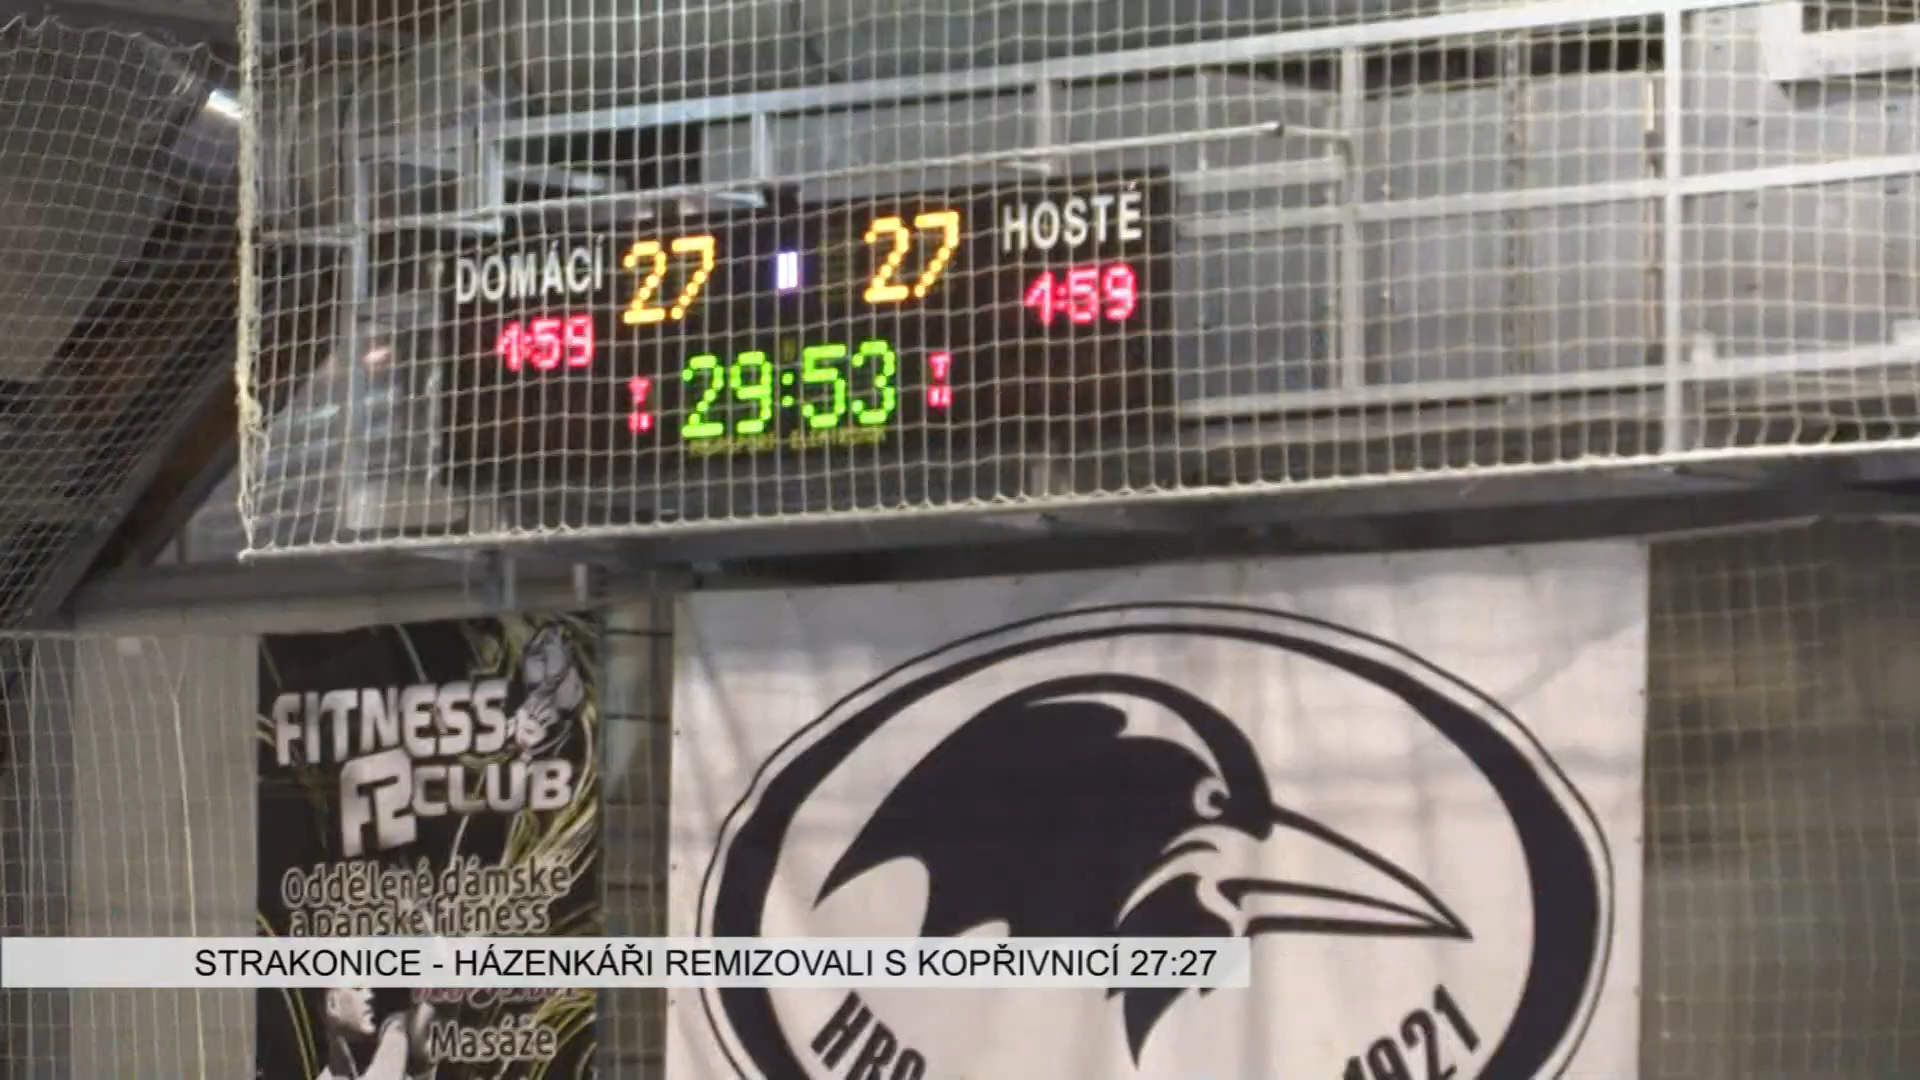 DOMÁCÍ 27 27 HOSTÉ
1:59 1:59
29:53
FITNESS
F2 CLUB
Oddělené dámské
a pánské fitness
Masáže
1921
STRAKONICE - HÁZENKÁŘI REMIZOVALI S KOPŘIVNICÍ 27:27